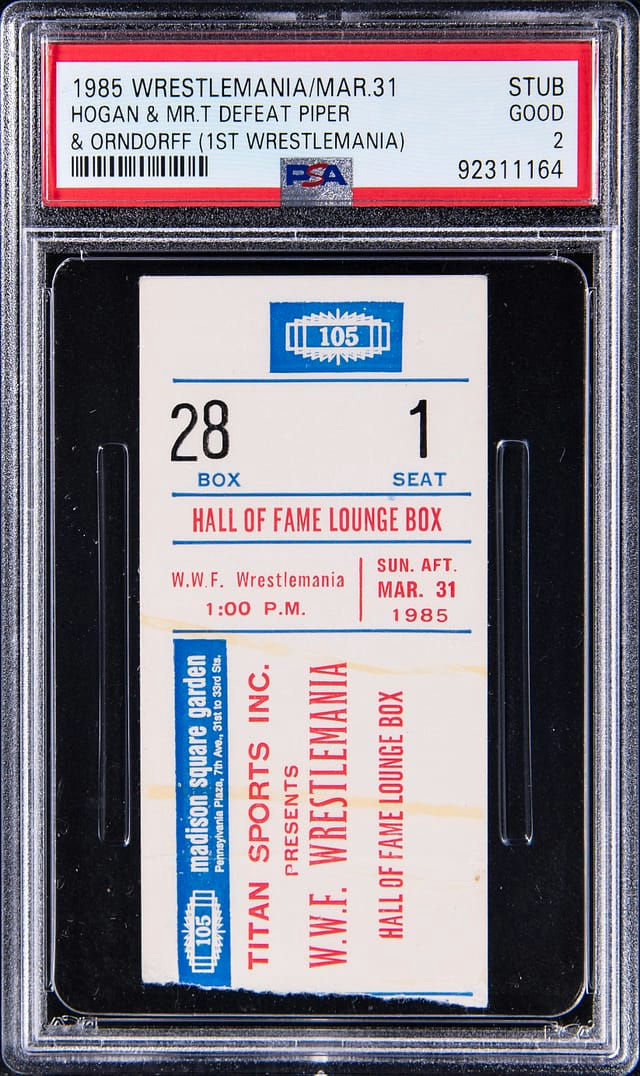 1985 WRESTLEMANIA/MAR.31 STUB
HOGAN & MR.T DEFEAT PIPER GOOD
& ORNDORFF (1ST WRESTLEMANIA) 2
PSA 92311164
105
28 1
BOX SEAT
HALL OF FAME LOUNGE BOX
W.W.F. Wrestlemania
1:00 P.M.
SUN. AFT.
MAR. 31
1985
105 madison square garden
Pennsylvania Plaza, 7th Ave., 31st to 33rd Sts.
TITAN SPORTS INC.
PRESENTS
W.W.F. WRESTLEMANIA
HALL OF FAME LOUNGE BOX